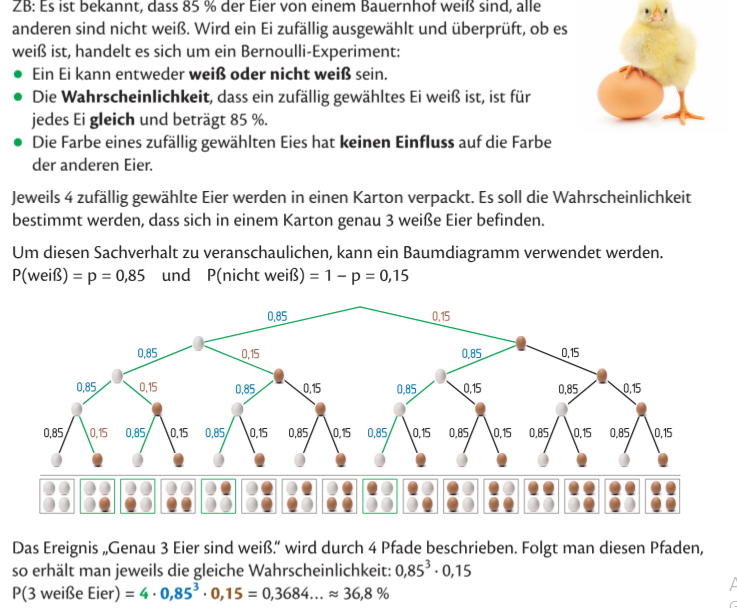 ZB: Es ist bekannt, dass 85 % der Eier von einem Bauernhof weiß sind, alle
anderen sind nicht weiß. Wird ein Ei zufällig ausgewählt und überprüft, ob es
weiß ist, handelt es sich um ein Bernoulli-Experiment:
• Ein Ei kann entweder weiß oder nicht weiß sein.
• Die Wahrscheinlichkeit, dass ein zufällig gewähltes Ei weiß ist, ist für
jedes Ei gleich und beträgt 85 %.
• Die Farbe eines zufällig gewählten Eies hat keinen Einfluss auf die Farbe
der anderen Eier.
Jeweils 4 zufällig gewählte Eier werden in einen Karton verpackt. Es soll die Wahrscheinlichkeit
bestimmt werden, dass sich in einem Karton genau 3 weiße Eier befinden.
Um diesen Sachverhalt zu veranschaulichen, kann ein Baumdiagramm verwendet werden.
P(weiß) = p = 0,85 und P(nicht weiß) = 1 – p = 0,15
0,85 0,15
0,85 0,15 0,85 0,15
0,85 0,15 0,85 0,15 0,85 0,15 0,85 0,15
0,85 0,15 0,85 0,15 0,85 0,15 0,85 0,15 0,85 0,15 0,85 0,15 0,85 0,15 0,85 0,15
Das Ereignis „Genau 3 Eier sind weiß.“ wird durch 4 Pfade beschrieben. Folgt man diesen Pfaden,
so erhält man jeweils die gleiche Wahrscheinlichkeit: 0,85³ · 0,15
P(3 weiße Eier) = 4 · 0,85³ · 0,15 = 0,3684... ≈ 36,8 %